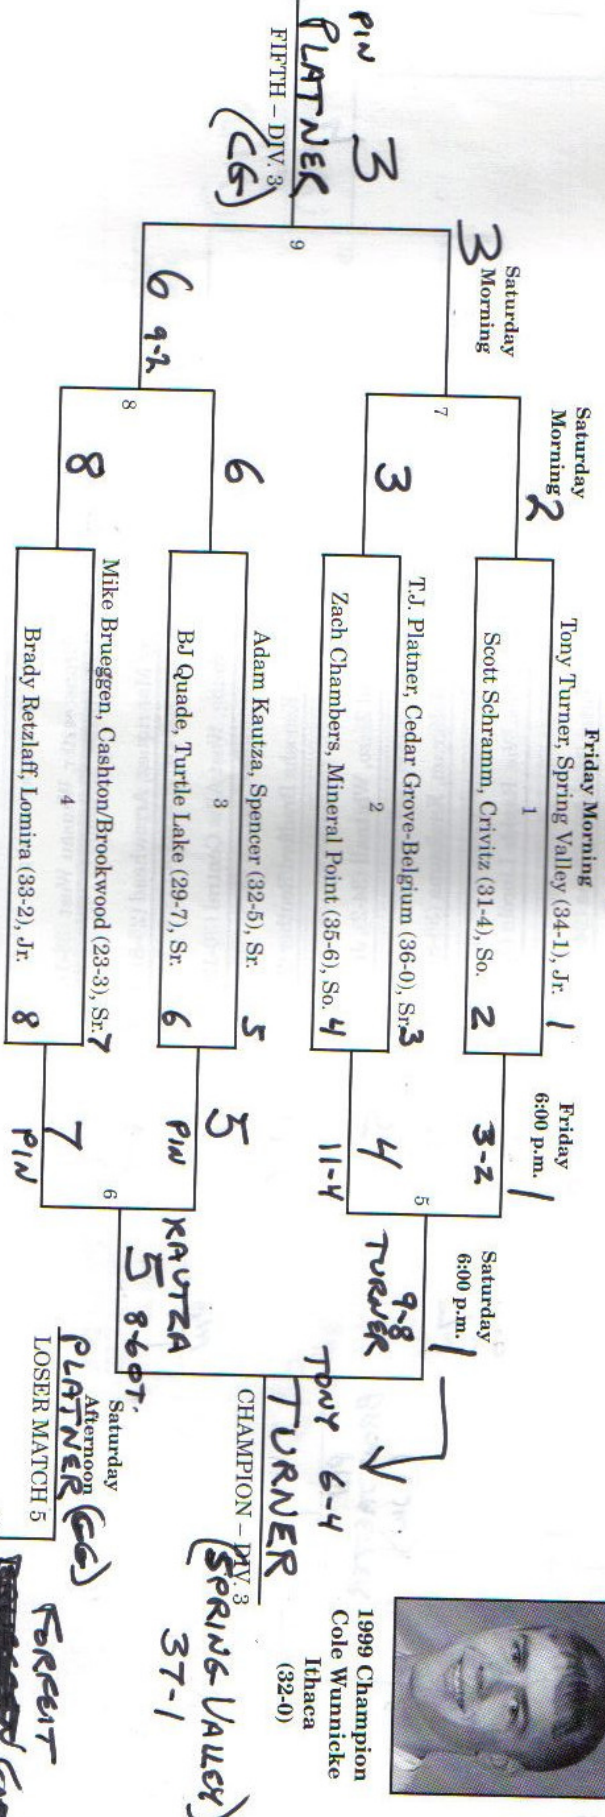 PIN 3
PLATNER
FIFTH – DIV. 3
(CG)
9
3 Saturday Morning
6 9-2
Saturday Morning 2
7
3
8
6
8
Friday Morning
Tony Turner, Spring Valley (34-1), Jr. 1
1
Scott Schramm, Crivitz (31-4), So. 2
T.J. Platner, Cedar Grove-Belgium (36-0), Sr. 3
2
Zach Chambers, Mineral Point (35-6), So. 4
Adam Kautza, Spencer (32-5), Sr. 5
3
BJ Quade, Turtle Lake (29-7), Sr. 6
Mike Brueggen, Cashton/Brookwood (23-3), Sr. 7
4
Brady Retzlaff, Lomira (33-2), Jr. 8
Friday
6:00 p.m. 1
3-2
4
11-4
5
PIN
7
PIN
5
6
Saturday
6:00 p.m. 1
9-8
TURNER
KAUTZA
5 8-6 OT.
TONY 6-4
TURNER
CHAMPION – DIV. 3
(SPRING VALLEY)
37-1
1999 Champion
Cole Wunnicke
Ithaca
(32-0)
Saturday
Afternoon
PLATNER (CG)
LOSER MATCH 5
FORFEIT